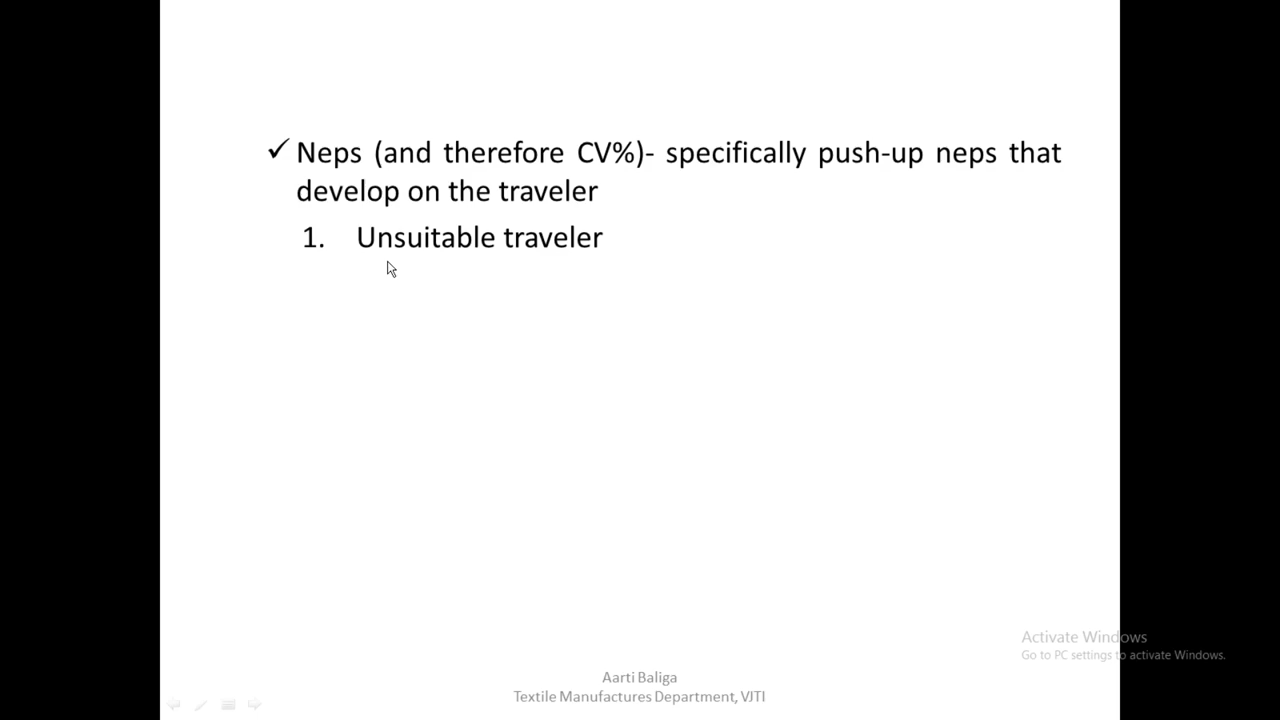 ✓ Neps (and therefore CV%)- specifically push-up neps that
develop on the traveler
1. Unsuitable traveler
Activate Windows
Go to PC settings to activate Windows.
Aarti Baliga
Textile Manufactures Department, VJTI